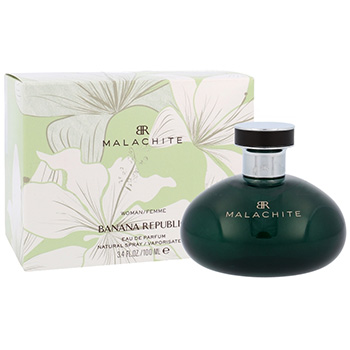 BR
MALACHITE
WOMAN/FEMME
BANANA REPUBLI
EAU DE PARFUM
NATURAL SPRAY / VAPORISATE
3.4 FL.OZ. / 100 ML ℮
BR
MALACHITE